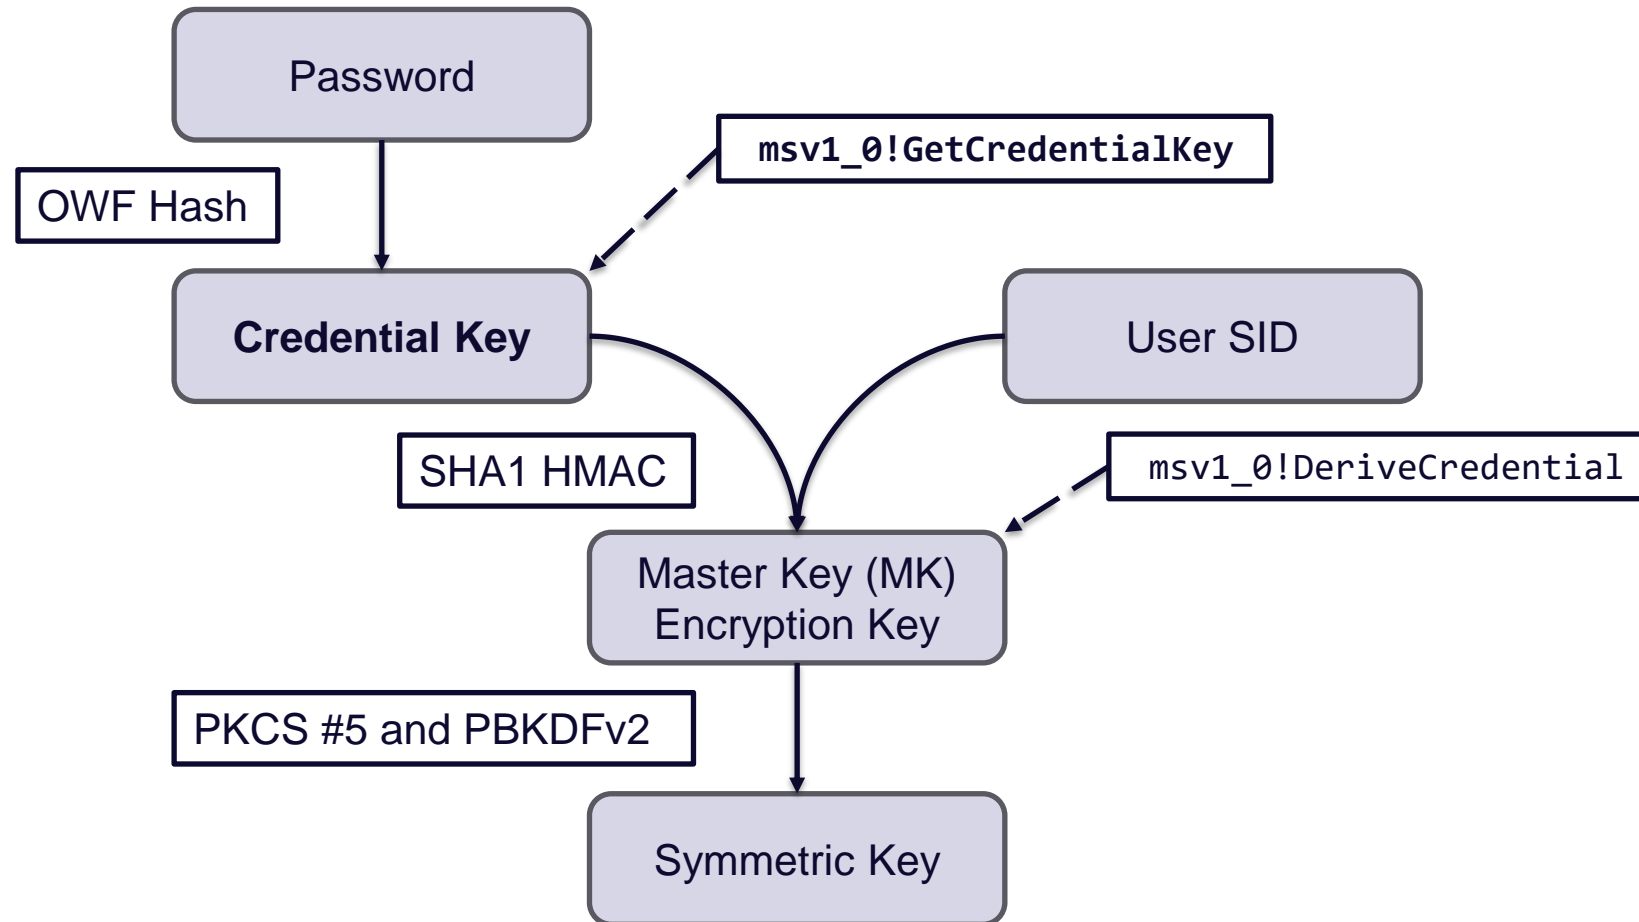 Password
msv1_0!GetCredentialKey
OWF Hash
Credential Key
User SID
SHA1 HMAC
msv1_0!DeriveCredential
Master Key (MK)
Encryption Key
PKCS #5 and PBKDFv2
Symmetric Key